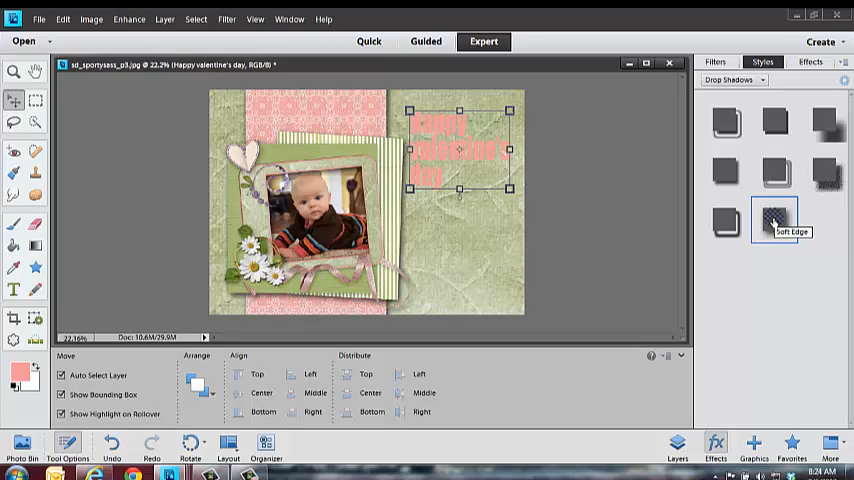 File Edit Image Enhance Layer Select Filter View Window Help
Open Quick Guided Expert Create
sd_sportysass_p3.jpg @ 22.2% (Happy valentine's day, RGB/8) *
Filters Styles Effects
Drop Shadows
Happy
valentine's
day
Soft Edge
22.16% Doc: 10.6M/29.9M
Move Arrange Align Distribute
Auto Select Layer
Show Bounding Box
Show Highlight on Rollover
Top Left Top Left
Center Middle Center Middle
Bottom Right Bottom Right
Photo Bin Tool Options Undo Redo Rotate Layout Organizer Layers Effects Graphics Favorites More
8:24 AM